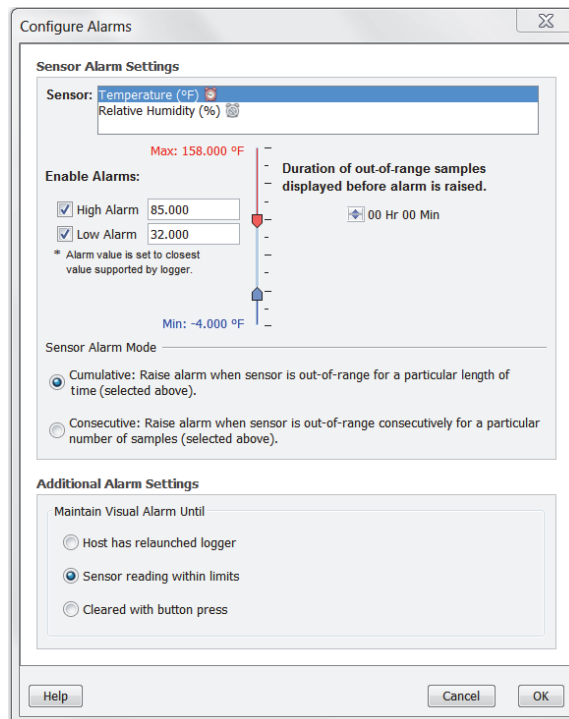 Configure Alarms
Sensor Alarm Settings
Sensor: Temperature (°F)
Relative Humidity (%)
Max: 158.000 °F
Duration of out-of-range samples
displayed before alarm is raised.
Enable Alarms:
00 Hr 00 Min
High Alarm 85.000
Low Alarm 32.000
* Alarm value is set to closest
value supported by logger.
Min: -4.000 °F
Sensor Alarm Mode
Cumulative: Raise alarm when sensor is out-of-range for a particular length of
time (selected above).
Consecutive: Raise alarm when sensor is out-of-range consecutively for a particular
number of samples (selected above).
Additional Alarm Settings
Maintain Visual Alarm Until
Host has relaunched logger
Sensor reading within limits
Cleared with button press
Help
Cancel
OK